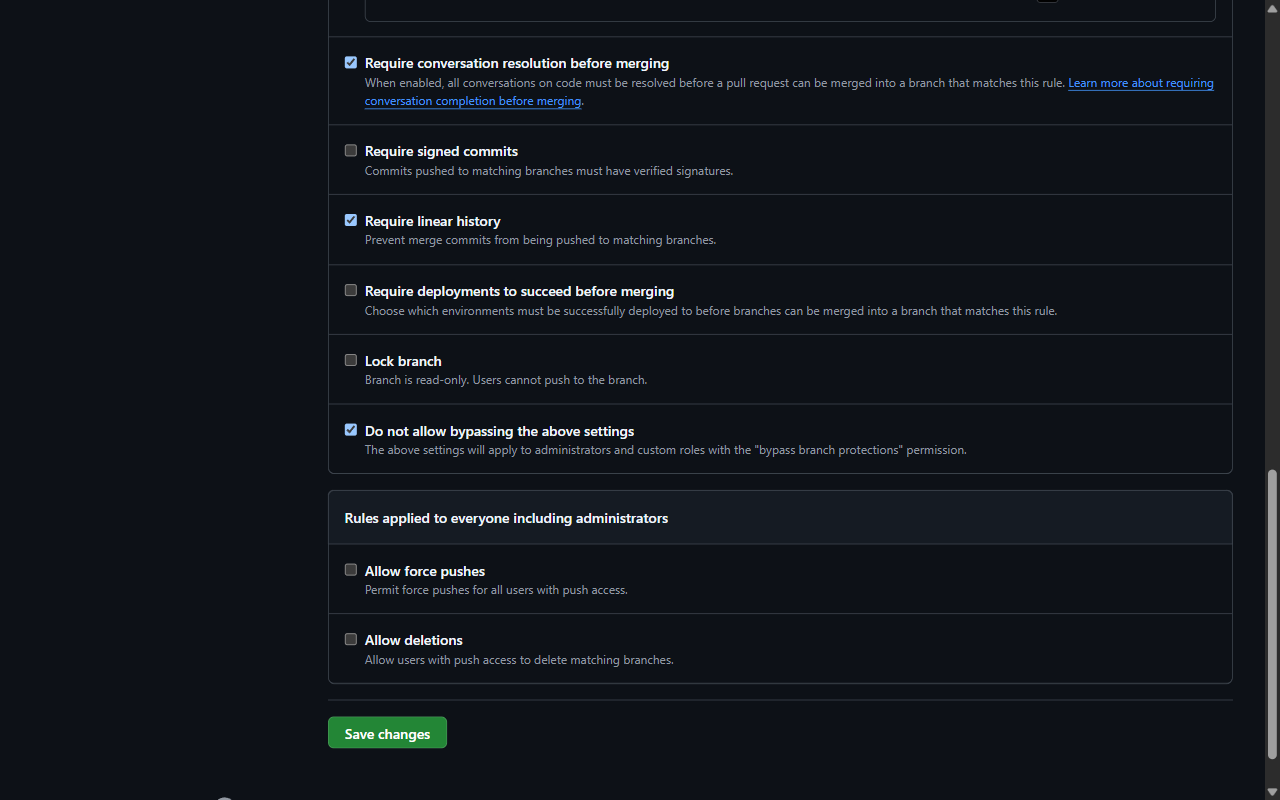 Require conversation resolution before merging
When enabled, all conversations on code must be resolved before a pull request can be merged into a branch that matches this rule. Learn more about requiring
conversation completion before merging.
Require signed commits
Commits pushed to matching branches must have verified signatures.
Require linear history
Prevent merge commits from being pushed to matching branches.
Require deployments to succeed before merging
Choose which environments must be successfully deployed to before branches can be merged into a branch that matches this rule.
Lock branch
Branch is read-only. Users cannot push to the branch.
Do not allow bypassing the above settings
The above settings will apply to administrators and custom roles with the "bypass branch protections" permission.
Rules applied to everyone including administrators
Allow force pushes
Permit force pushes for all users with push access.
Allow deletions
Allow users with push access to delete matching branches.
Save changes